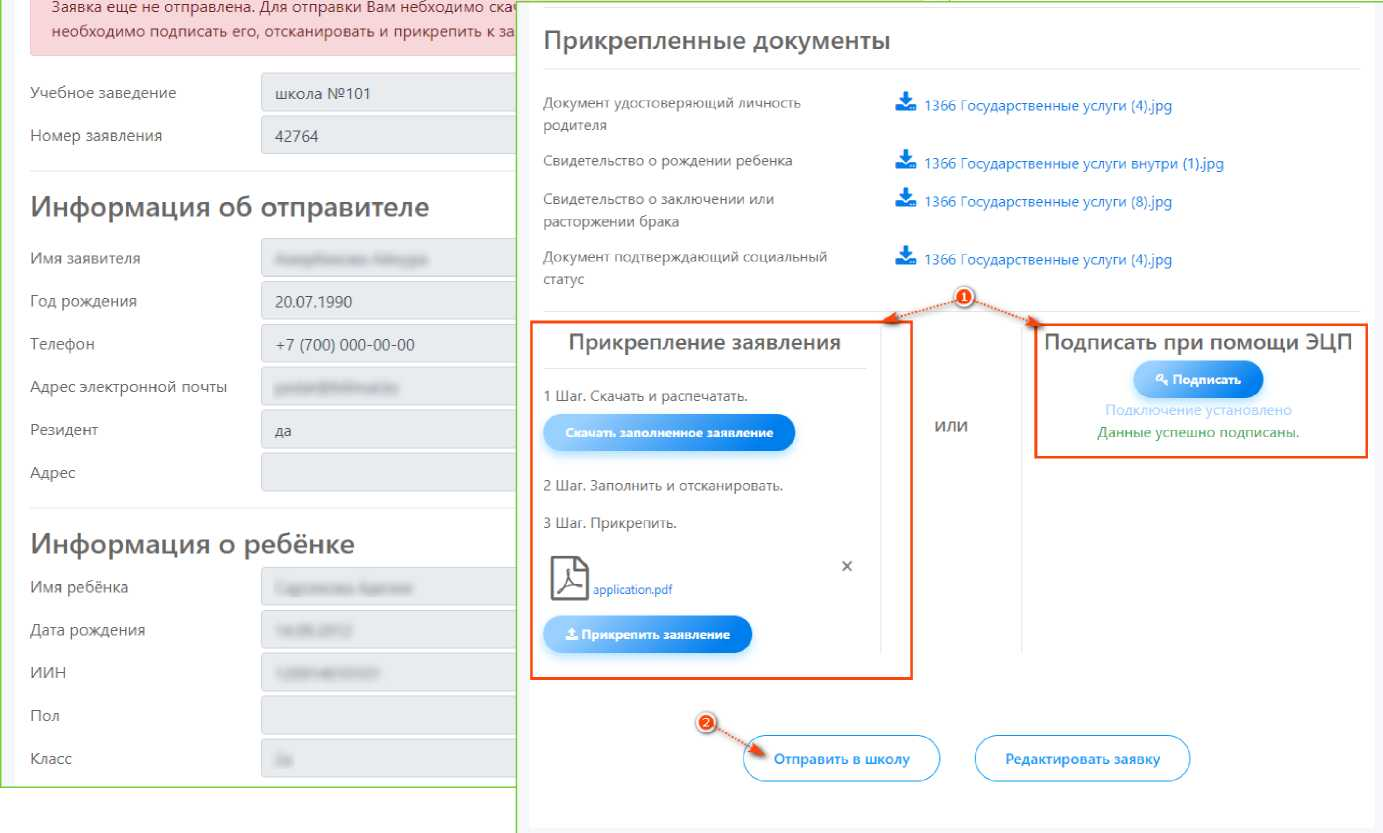 Заявка еще не отправлена. Для отправки Вам небходимо ска
необходимо подписать его, отсканировать и прикрепить к за
Учебное заведение
школа №101
Номер заявления
42764
Информация об отправителе
Имя заявителя
Год рождения
20.07.1990
Телефон
+7 (700) 000-00-00
Адрес электронной почты
Резидент
да
Адрес
Информация о ребёнке
Имя ребёнка
Дата рождения
ИИН
Пол
Класс
Прикрепленные документы
Документ удостоверяющий личность
родителя
1366 Государственные услуги (4).jpg
Свидетельство о рождении ребенка
1366 Государственные услуги внутри (1).jpg
Свидетельство о заключении или
расторжении брака
1366 Государственные услуги (8).jpg
Документ подтверждающий социальный
статус
1366 Государственные услуги (4).jpg
1
Прикрепление заявления
1 Шаг. Скачать и распечатать.
Скачать заполненное заявление
2 Шаг. Заполнить и отсканировать.
3 Шаг. Прикрепить.
application.pdf
Прикрепить заявление
или
Подписать при помощи ЭЦП
Подписать
Подключение установлено
Данные успешно подписаны.
2
Отправить в школу
Редактировать заявку